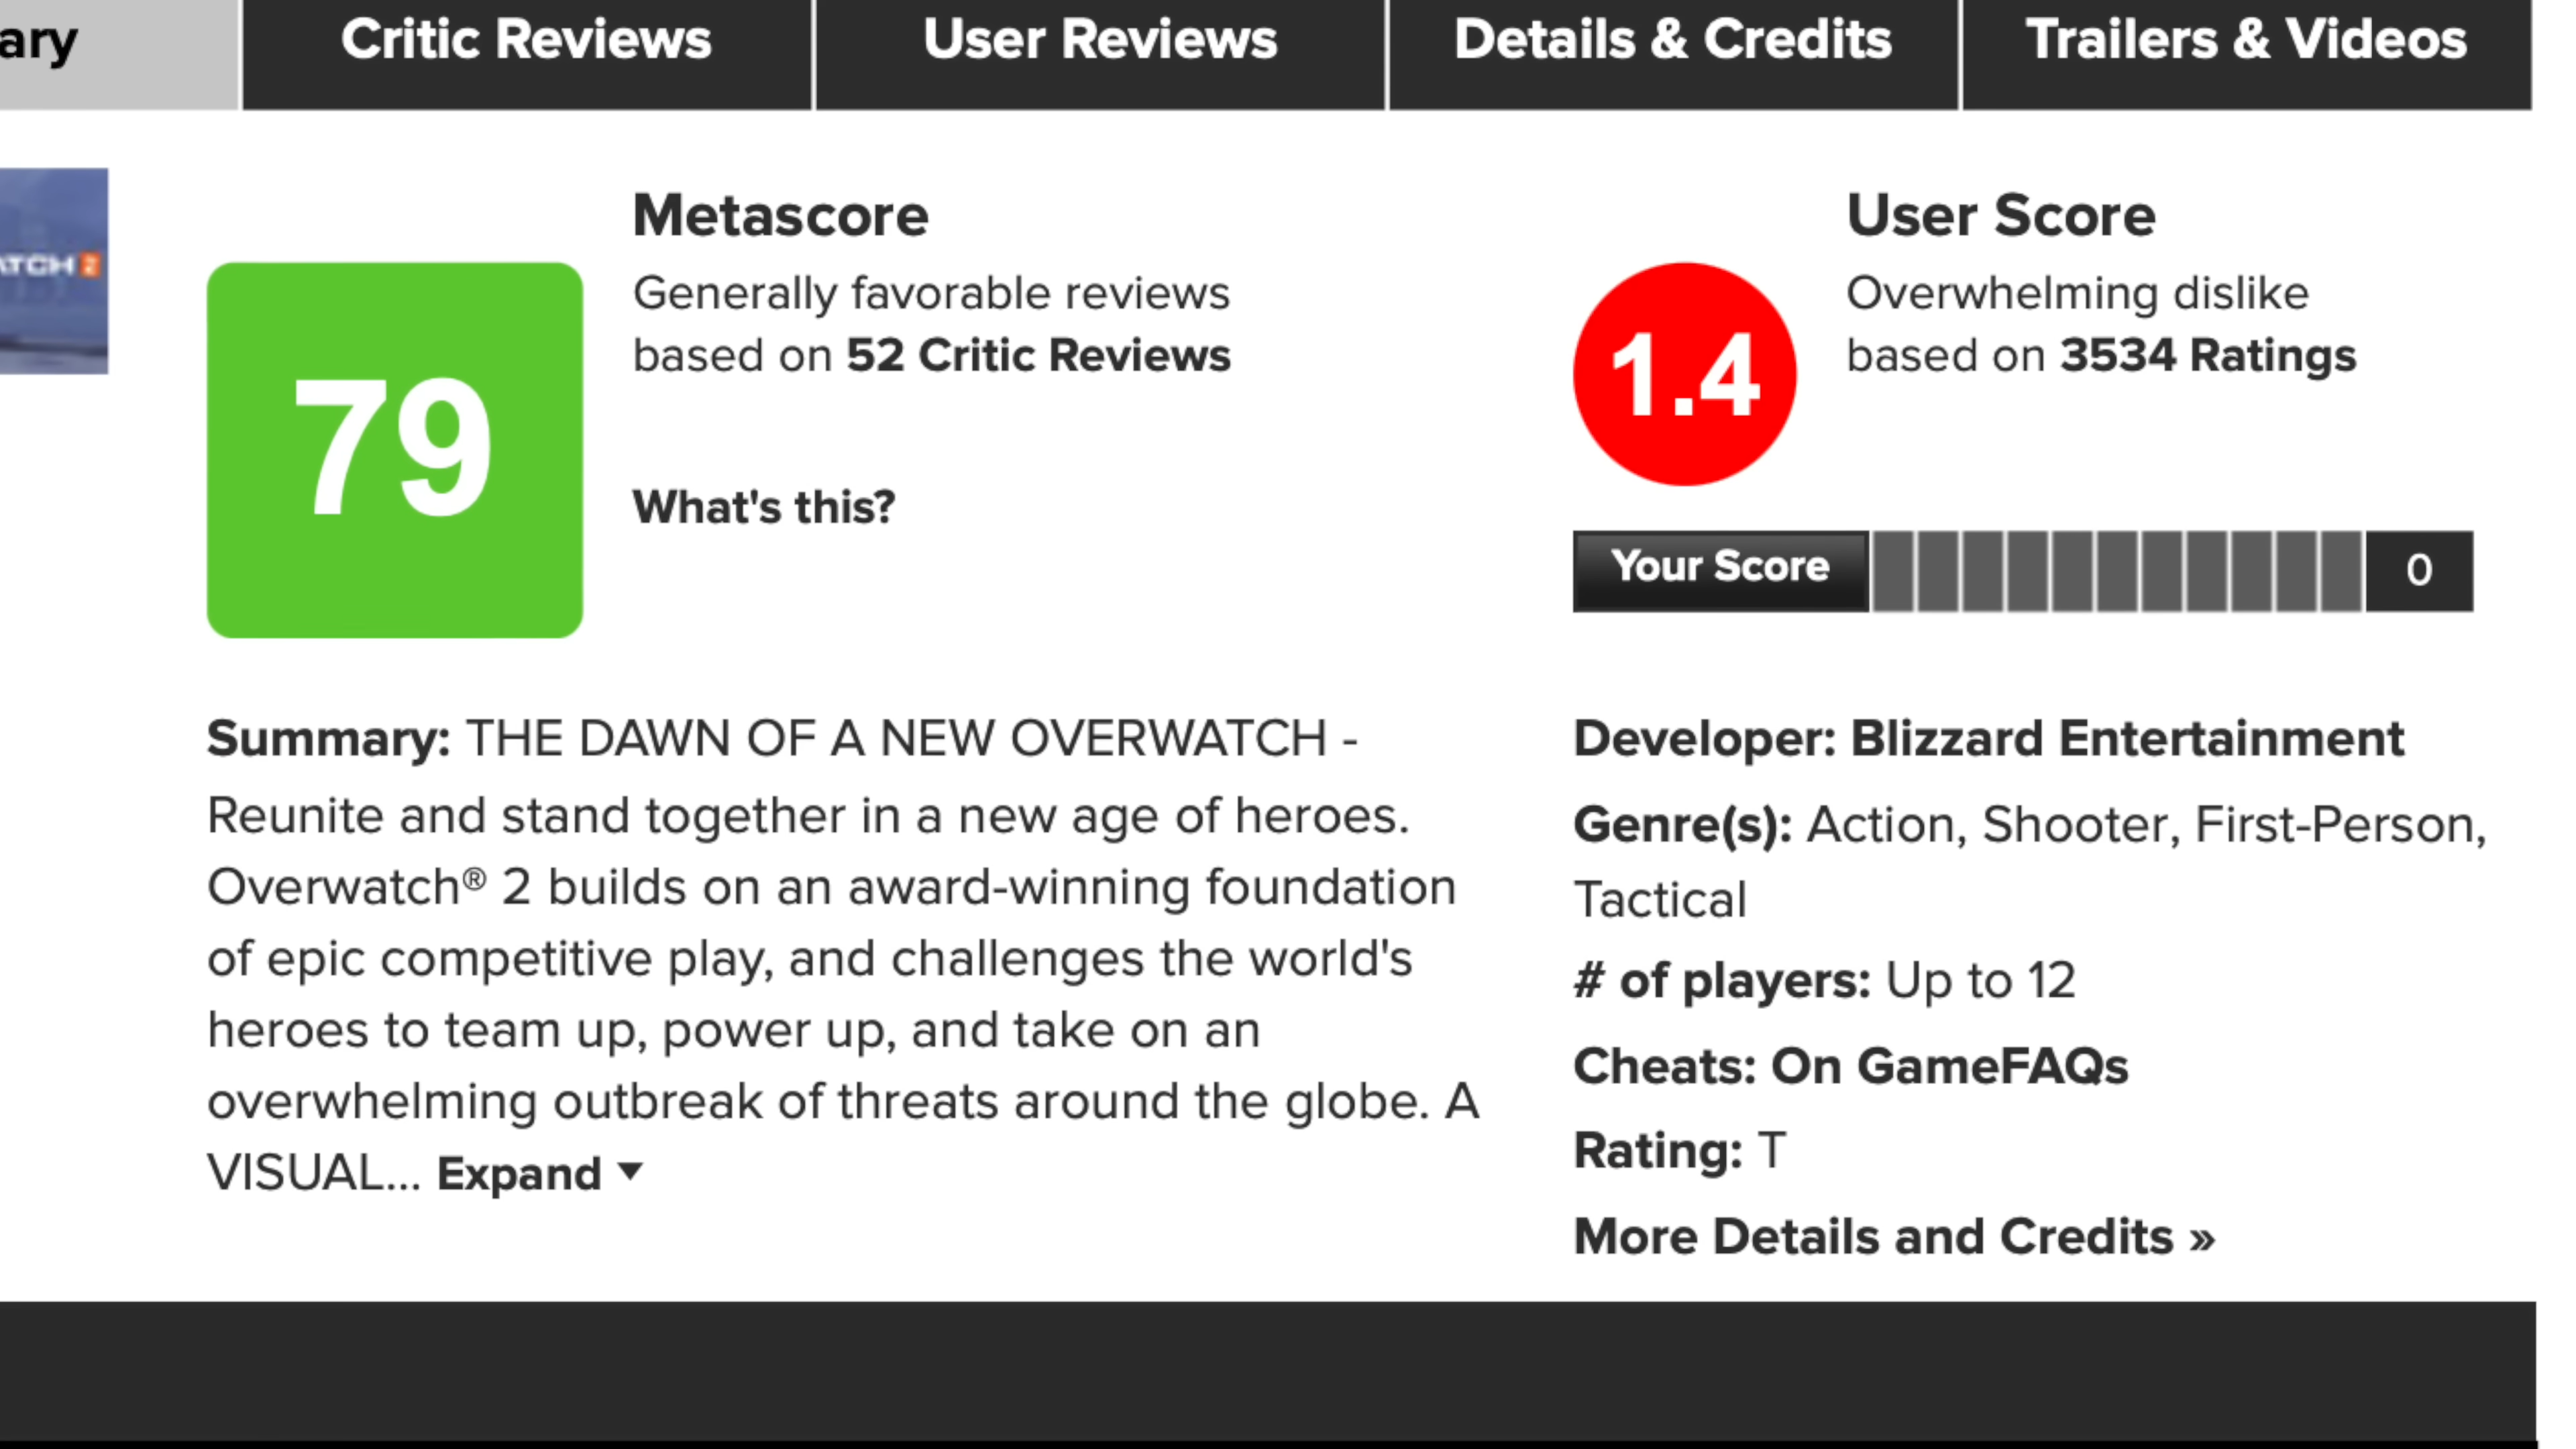 ary
Critic Reviews
User Reviews
Details & Credits
Trailers & Videos
ATCH 2
Metascore
Generally favorable reviews
based on 52 Critic Reviews
79
What's this?
User Score
Overwhelming dislike
based on 3534 Ratings
1.4
Your Score
0
Summary: THE DAWN OF A NEW OVERWATCH -
Reunite and stand together in a new age of heroes.
Overwatch® 2 builds on an award-winning foundation
of epic competitive play, and challenges the world's
heroes to team up, power up, and take on an
overwhelming outbreak of threats around the globe. A
VISUAL... Expand ▼
Developer: Blizzard Entertainment
Genre(s): Action, Shooter, First-Person,
Tactical
# of players: Up to 12
Cheats: On GameFAQs
Rating: T
More Details and Credits »